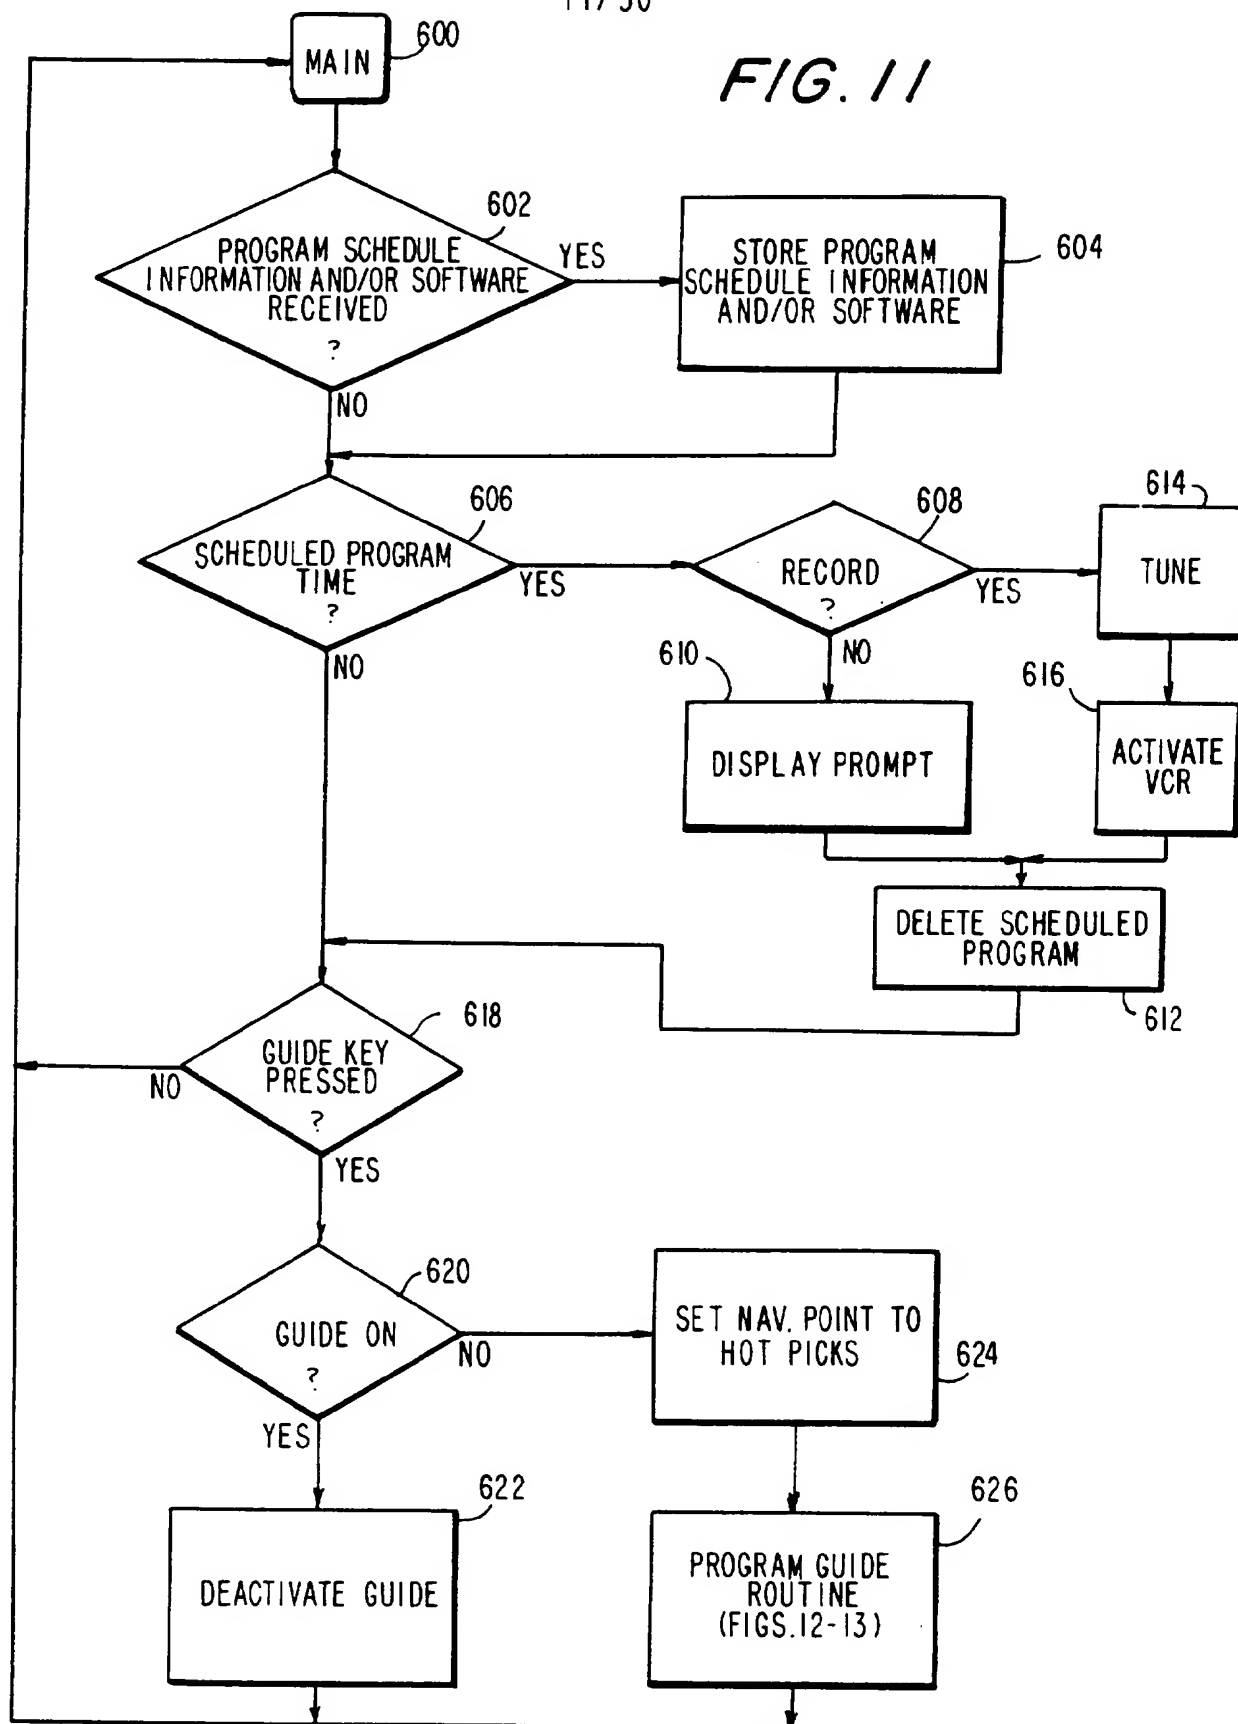 FIG. 11
MAIN
600
602
PROGRAM SCHEDULE
INFORMATION AND/OR SOFTWARE
RECEIVED
?
YES
NO
STORE PROGRAM
SCHEDULE INFORMATION
AND/OR SOFTWARE
604
606
SCHEDULED PROGRAM
TIME
?
YES
NO
608
RECORD
?
YES
NO
614
TUNE
610
DISPLAY PROMPT
616
ACTIVATE
VCR
DELETE SCHEDULED
PROGRAM
612
618
GUIDE KEY
PRESSED
?
NO
YES
620
GUIDE ON
?
NO
YES
SET NAV. POINT TO
HOT PICKS
624
622
DEACTIVATE GUIDE
626
PROGRAM GUIDE
ROUTINE
(FIGS.12-13)